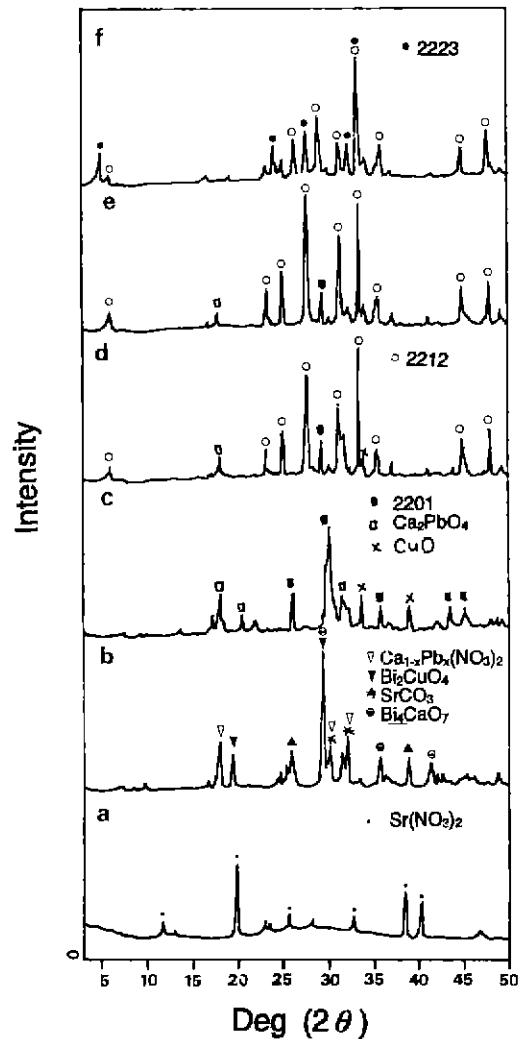 f
2223
e
d
2212
c
2201
Ca₂PbO₄
CuO
b
Ca₁₋ₓPbₓ(NO₃)₂
Bi₂CuO₄
SrCO₃
Bi₄CaO₇
a
Sr(NO₃)₂
Intensity
0
5 10 15 20 25 30 35 40 45 50
Deg (2θ)